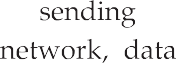 sending
network, data